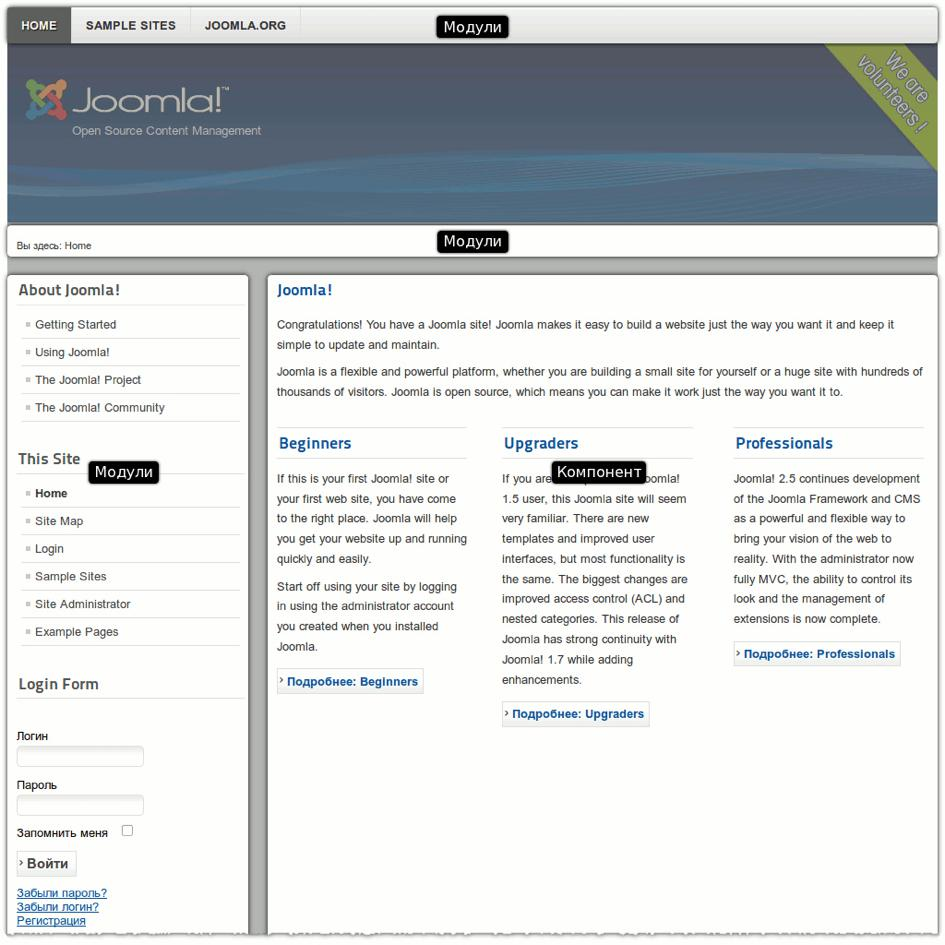 HOME SAMPLE SITES JOOMLA.ORG Модули
Joomla!™
Open Source Content Management
We are
volunteers!
Вы здесь: Home
Модули
About Joomla!
Getting Started
Using Joomla!
The Joomla! Project
The Joomla! Community
This Site
Модули
Home
Site Map
Login
Sample Sites
Site Administrator
Example Pages
Login Form
Логин
Пароль
Запомнить меня
Войти
Забыли пароль?
Забыли логин?
Регистрация
Joomla!
Congratulations! You have a Joomla site! Joomla makes it easy to build a website just the way you want it and keep it
simple to update and maintain.
Joomla is a flexible and powerful platform, whether you are building a small site for yourself or a huge site with hundreds of
thousands of visitors. Joomla is open source, which means you can make it work just the way you want it to.
Beginners
If this is your first Joomla! site or
your first web site, you have come
to the right place. Joomla will help
you get your website up and running
quickly and easily.
Start off using your site by logging
in using the administrator account
you created when you installed
Joomla.
Подробнее: Beginners
Upgraders
Компонент
If you are oomla!
1.5 user, this Joomla site will seem
very familiar. There are new
templates and improved user
interfaces, but most functionality is
the same. The biggest changes are
improved access control (ACL) and
nested categories. This release of
Joomla has strong continuity with
Joomla! 1.7 while adding
enhancements.
Подробнее: Upgraders
Professionals
Joomla! 2.5 continues development
of the Joomla Framework and CMS
as a powerful and flexible way to
bring your vision of the web to
reality. With the administrator now
fully MVC, the ability to control its
look and the management of
extensions is now complete.
Подробнее: Professionals